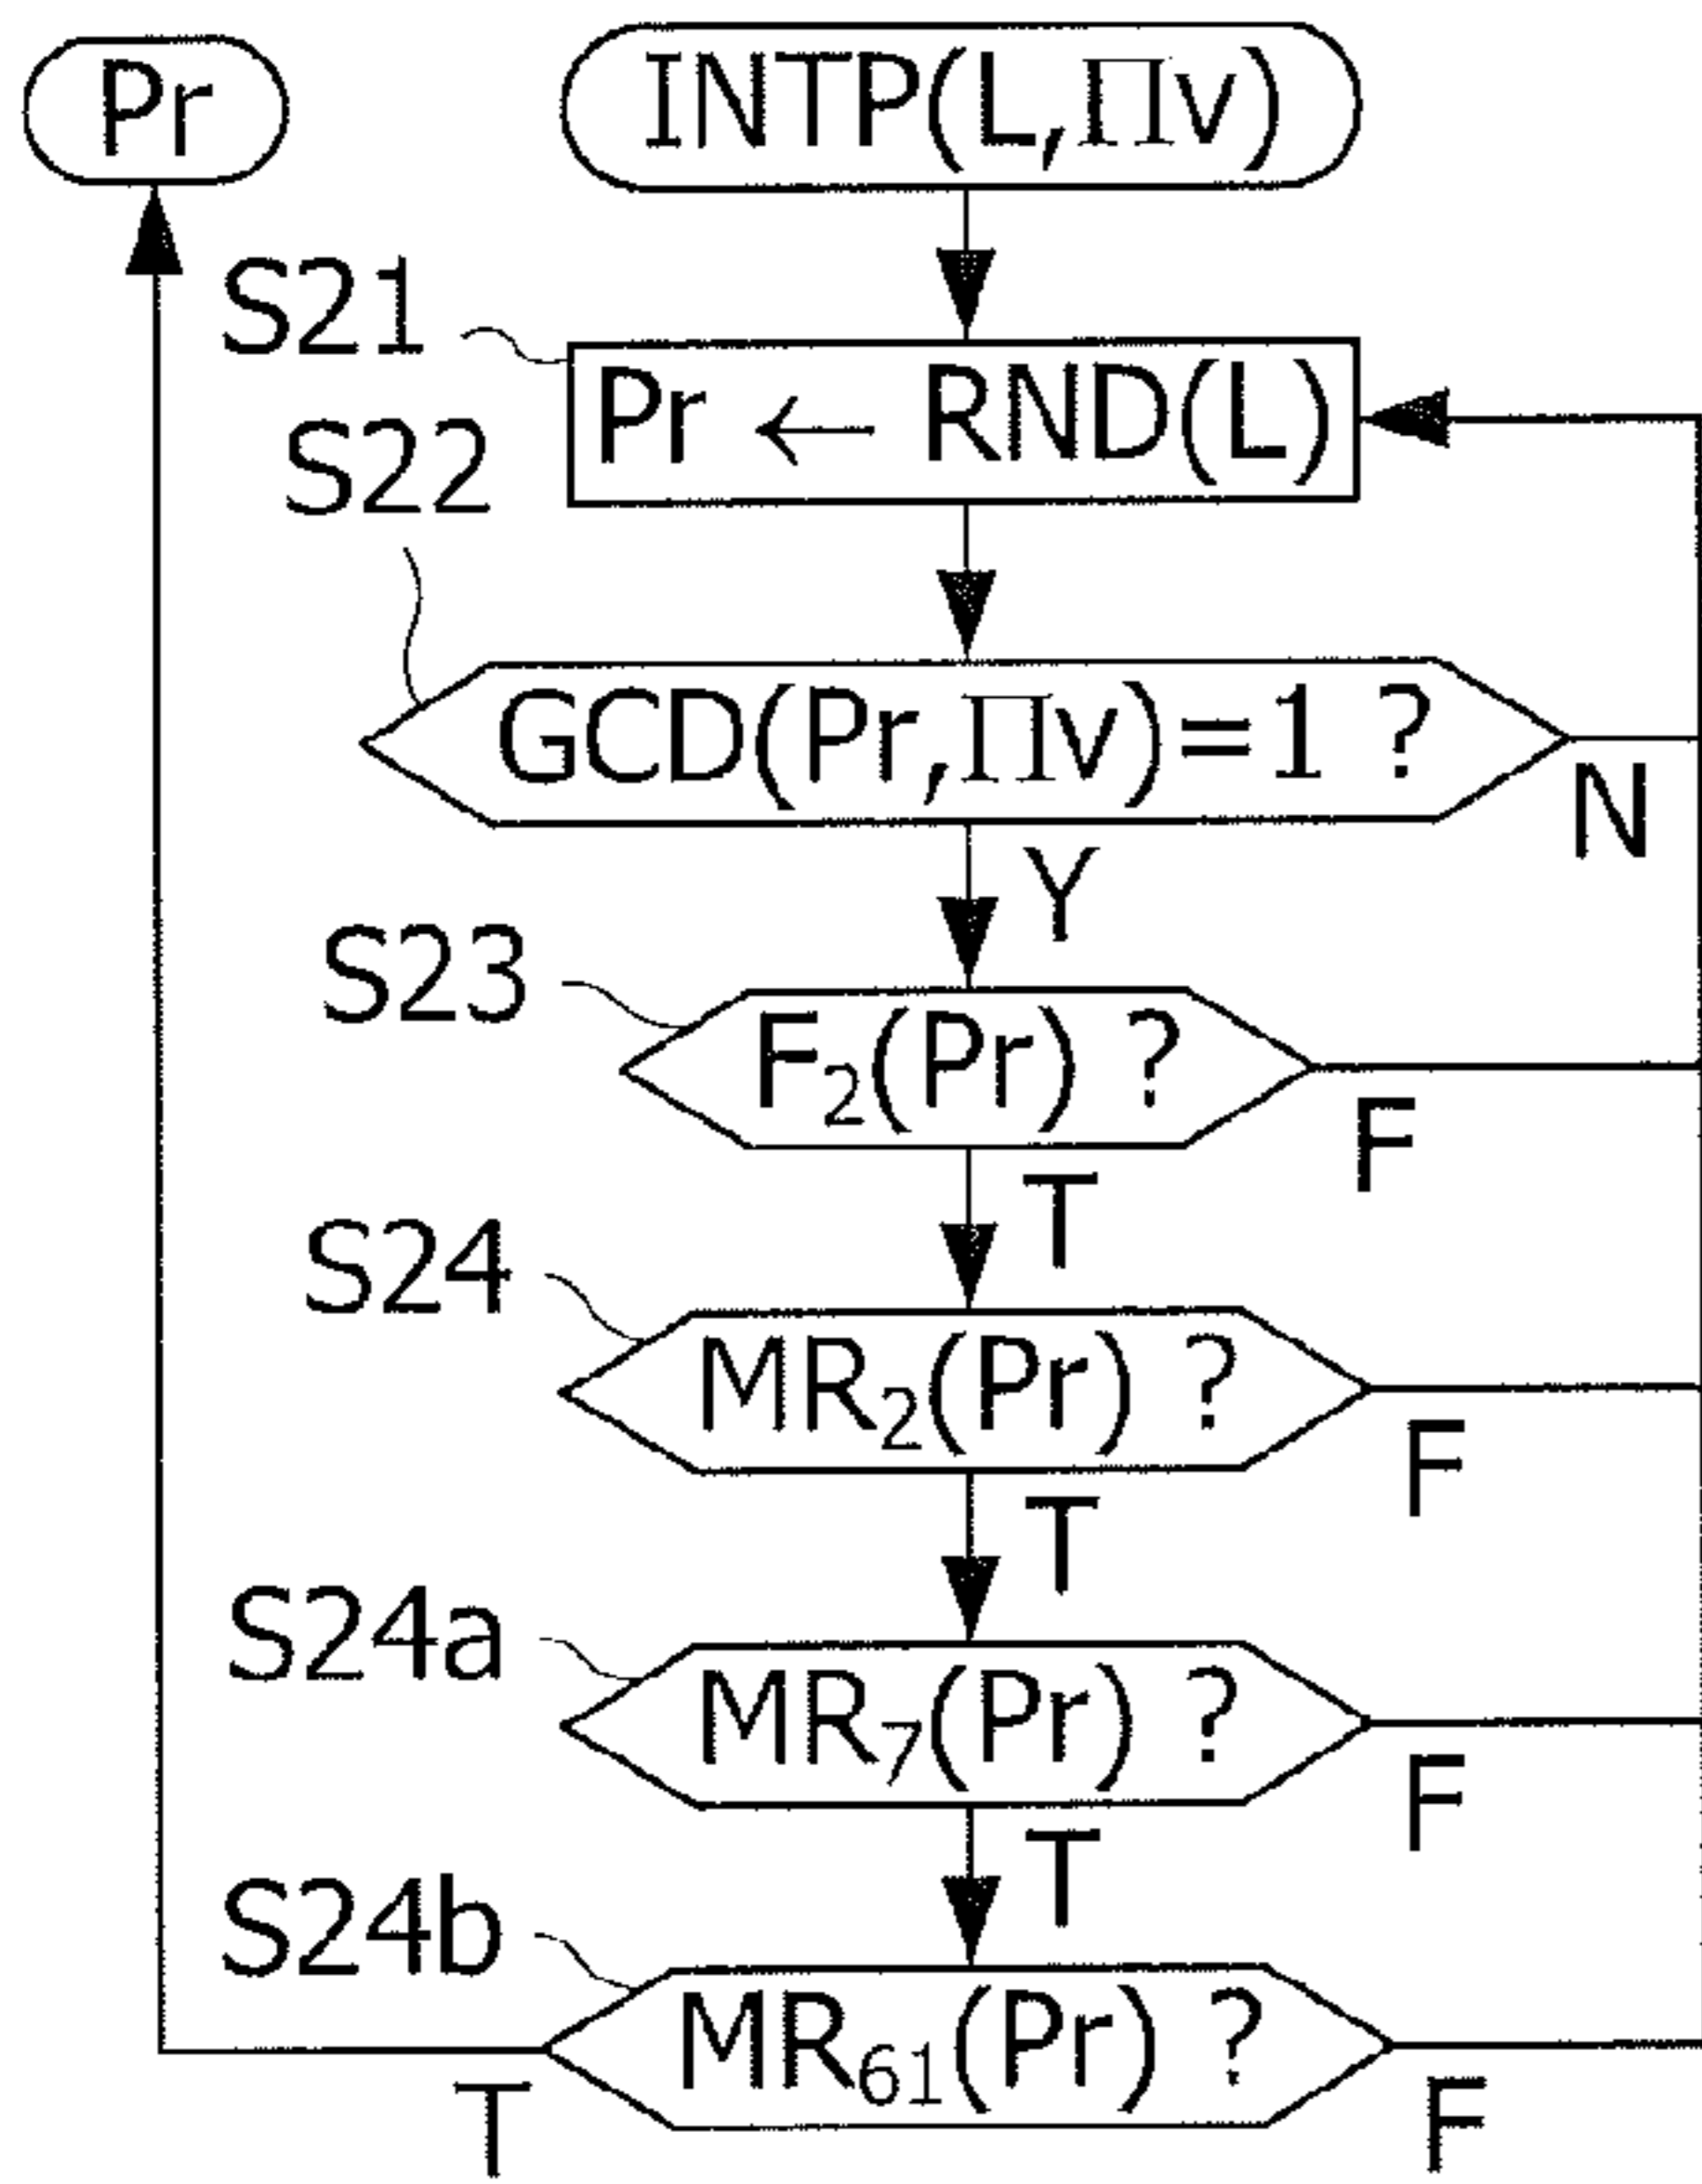 Pr
INTP(L,Πv)
S21
Pr ← RND(L)
S22
GCD(Pr,Πv)=1 ?
N
Y
S23
F₂(Pr) ?
F
T
S24
MR₂(Pr) ?
F
T
S24a
MR₇(Pr) ?
F
T
S24b
MR₆₁(Pr) ?
T
F